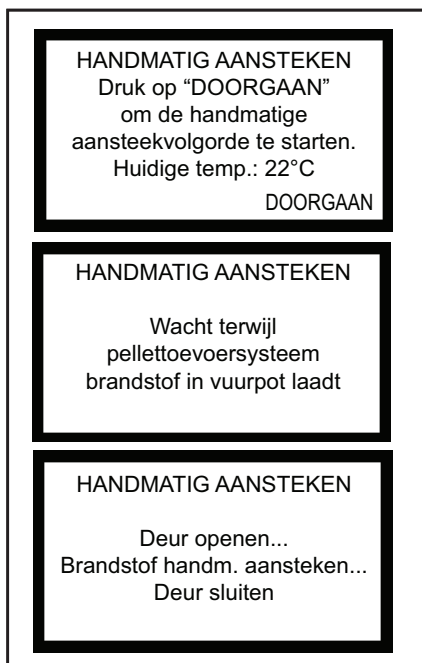 HANDMATIG AANSTEKEN
Druk op “DOORGAAN”
om de handmatige
aansteekvolgorde te starten.
Huidige temp.: 22°C
DOORGAAN
HANDMATIG AANSTEKEN
Wacht terwijl
pellettoevoersysteem
brandstof in vuurpot laadt
HANDMATIG AANSTEKEN
Deur openen...
Brandstof handm. aansteken...
Deur sluiten